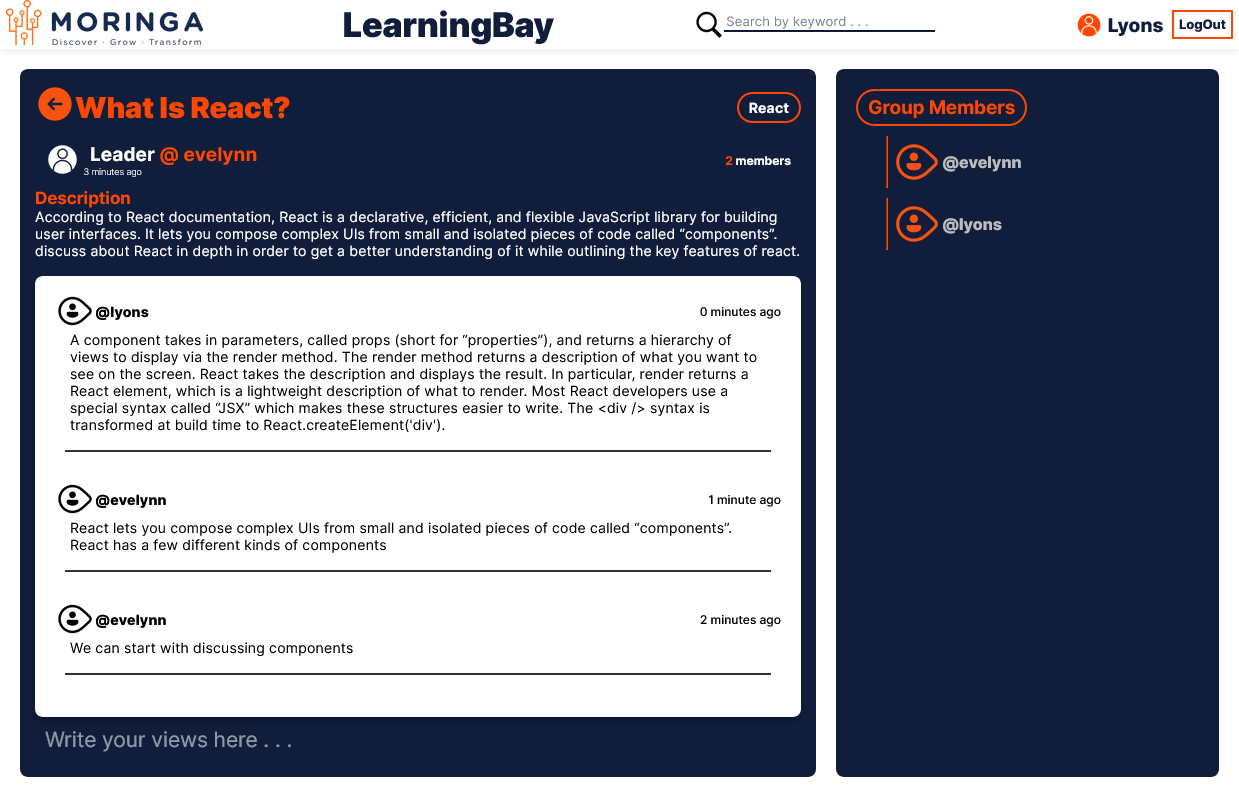 MORINGA
Discover · Grow · Transform
LearningBay
Search by keyword . . .
Lyons
LogOut
What Is React?
React
Leader @ evelynn
3 minutes ago
2 members
Description
According to React documentation, React is a declarative, efficient, and flexible JavaScript library for building
user interfaces. It lets you compose complex UIs from small and isolated pieces of code called “components”.
discuss about React in depth in order to get a better understanding of it while outlining the key features of react.
@lyons
0 minutes ago
A component takes in parameters, called props (short for “properties”), and returns a hierarchy of
views to display via the render method. The render method returns a description of what you want to
see on the screen. React takes the description and displays the result. In particular, render returns a
React element, which is a lightweight description of what to render. Most React developers use a
special syntax called “JSX” which makes these structures easier to write. The <div /> syntax is
transformed at build time to React.createElement('div').
@evelynn
1 minute ago
React lets you compose complex UIs from small and isolated pieces of code called “components”.
React has a few different kinds of components
@evelynn
2 minutes ago
We can start with discussing components
Write your views here . . .
Group Members
@evelynn
@lyons